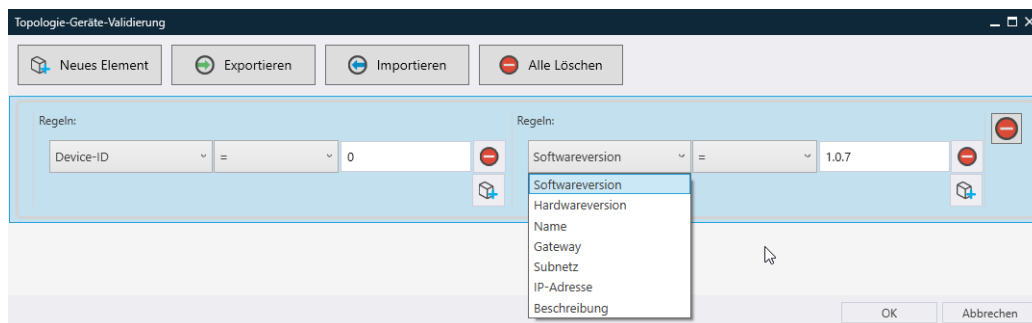 Topologie-Geräte-Validierung
Neues Element
Exportieren
Importieren
Alle Löschen
Regeln:
Device-ID
=
0
Regeln:
Softwareversion
=
1.0.7
Softwareversion
Hardwareversion
Name
Gateway
Subnetz
IP-Adresse
Beschreibung
OK
Abbrechen